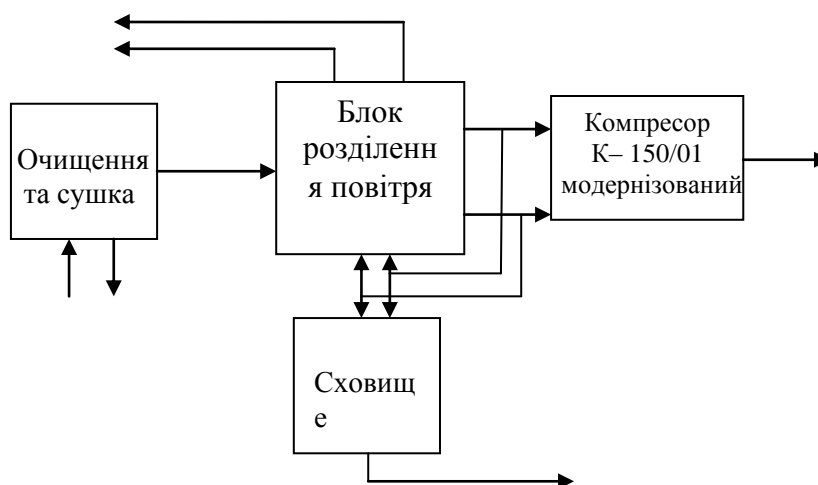 Очищення
та сушка
Блок
розділенн
я повітря
Компресор
К– 150/01
модернізований
Сховищ
е